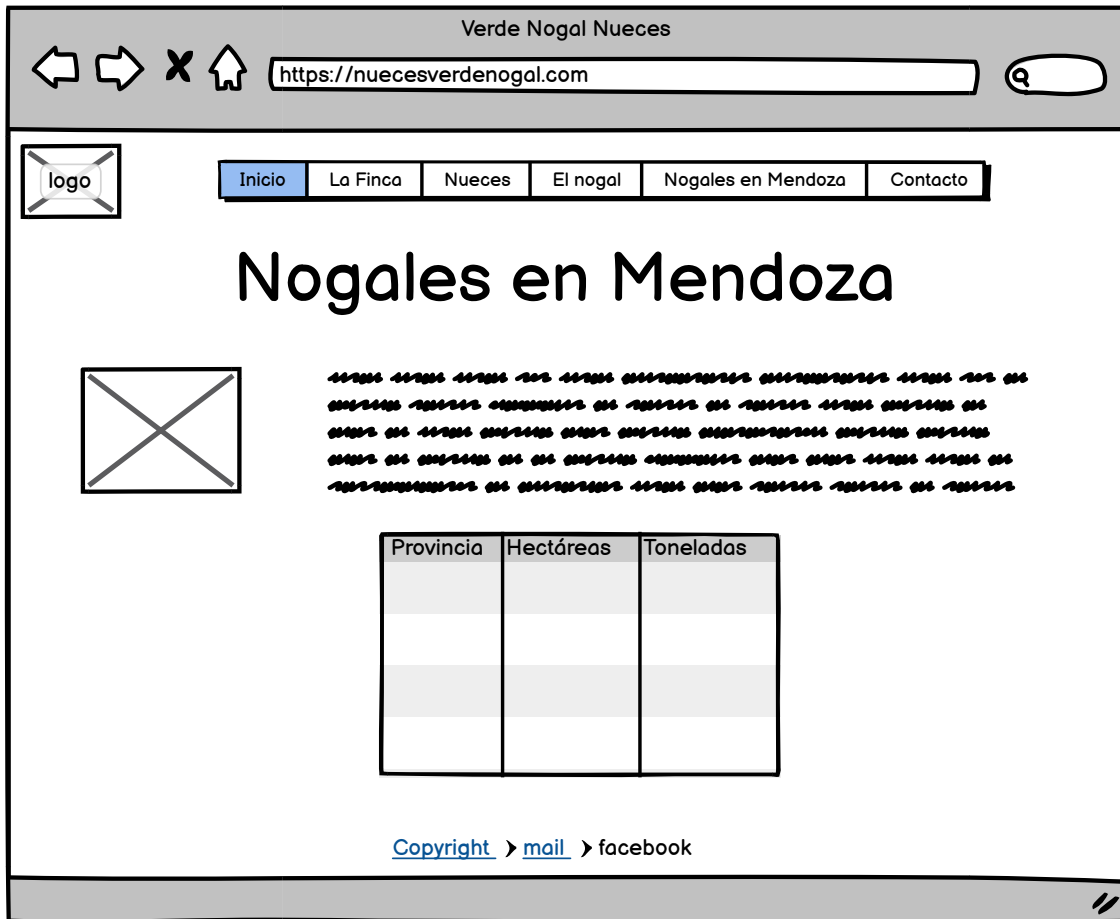 Verde Nogal Nueces
https://nuecesverdenogal.com
logo
Inicio La Finca Nueces El nogal Nogales en Mendoza Contacto
Nogales en Mendoza
Provincia Hectáreas Toneladas
Copyright mail facebook